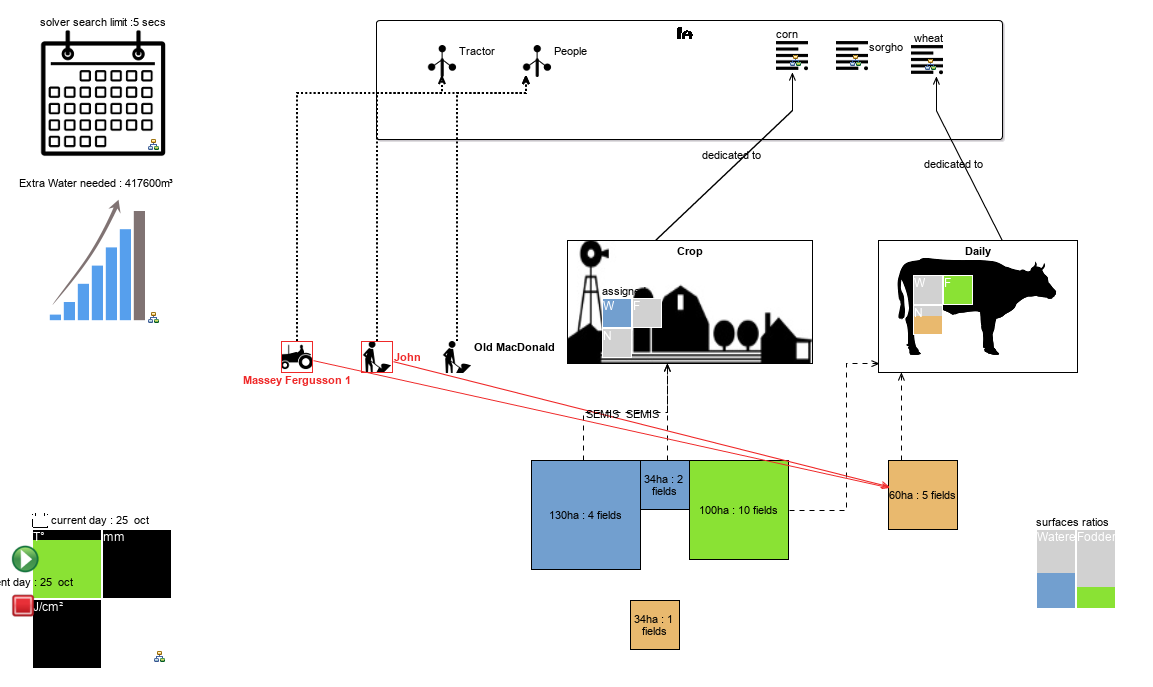 solver search limit :5 secs
Tractor
People
corn
sorgho
wheat
dedicated to
dedicated to
Extra Water needed : 417600m³
Crop
assigne
W
F
N
Daily
W
F
N
Old MacDonald
John
Massey Fergusson 1
SEMIS
SEMIS
130ha : 4 fields
34ha : 2
fields
100ha : 10 fields
60ha : 5 fields
34ha : 1
fields
current day : 25 oct
T°
mm
nt day : 25 oct
J/cm²
surfaces ratios
Watere
Fodder